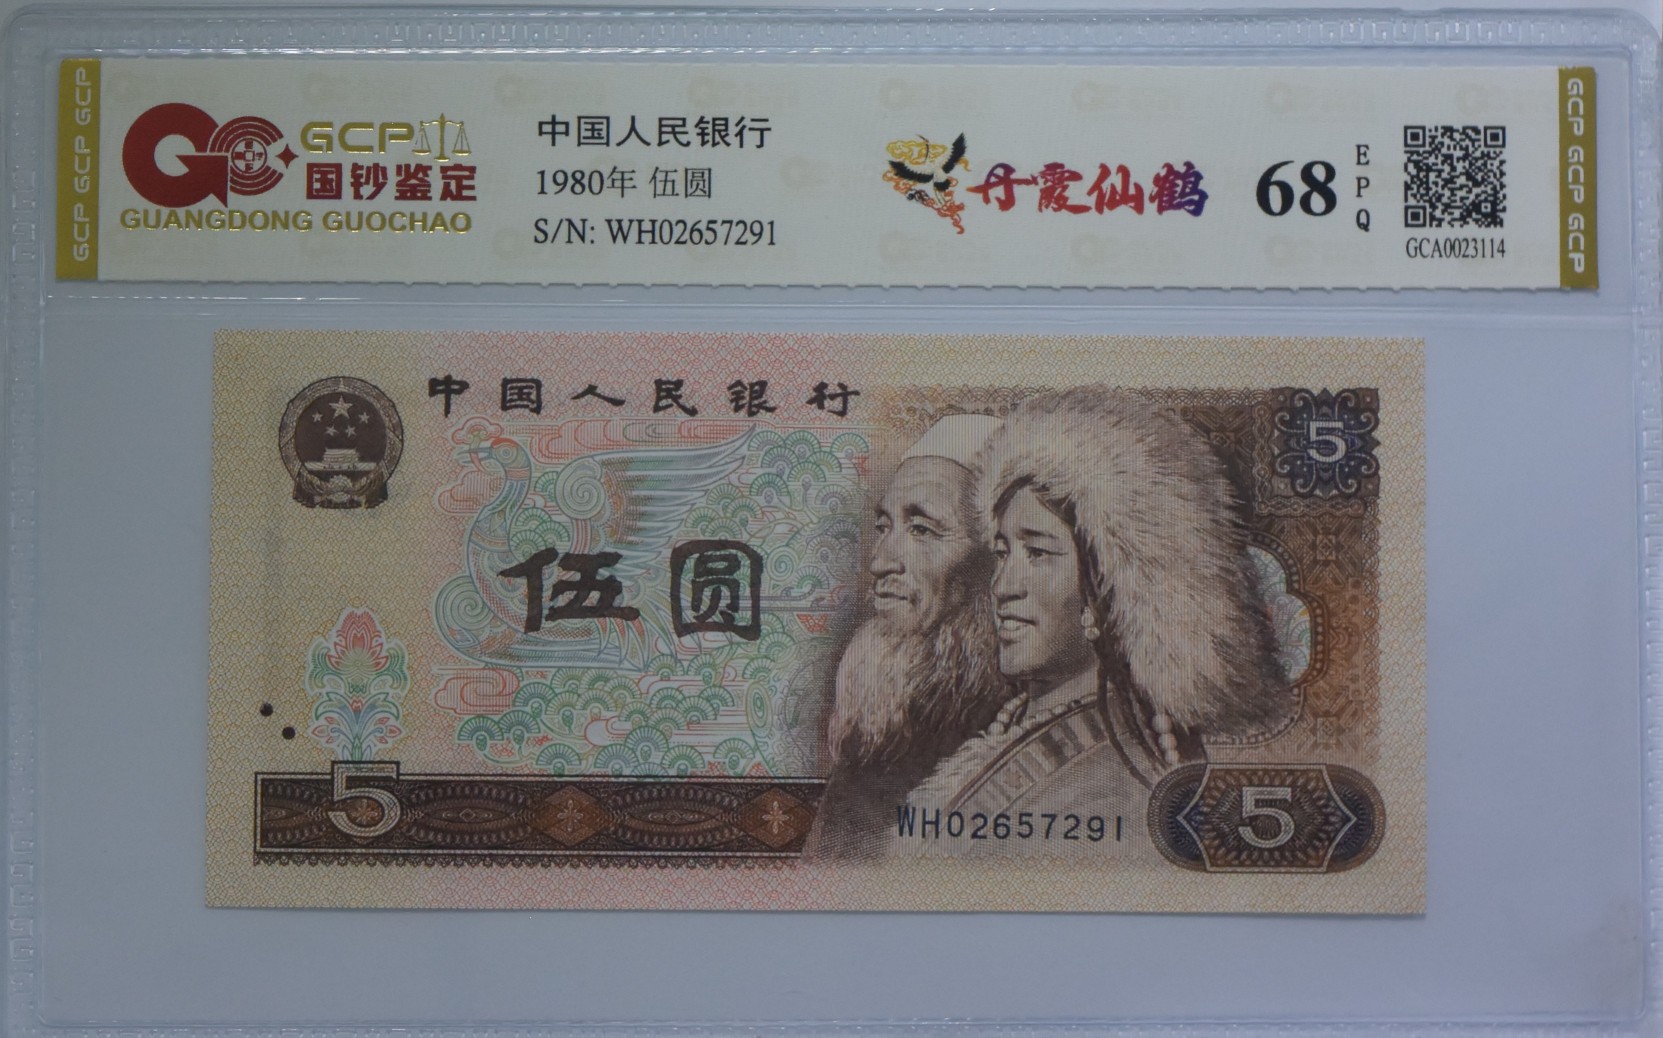 GCP GCP GCP
GCP
国钞鉴定
GUANGDONG GUOCHAO
中国人民银行
1980年 伍圆
S/N: WH02657291
丹霞仙鹤
68
EPQ
GCA0023114
GCP GCP GCP
中国人民银行
5
伍圆
5
WH02657291
5